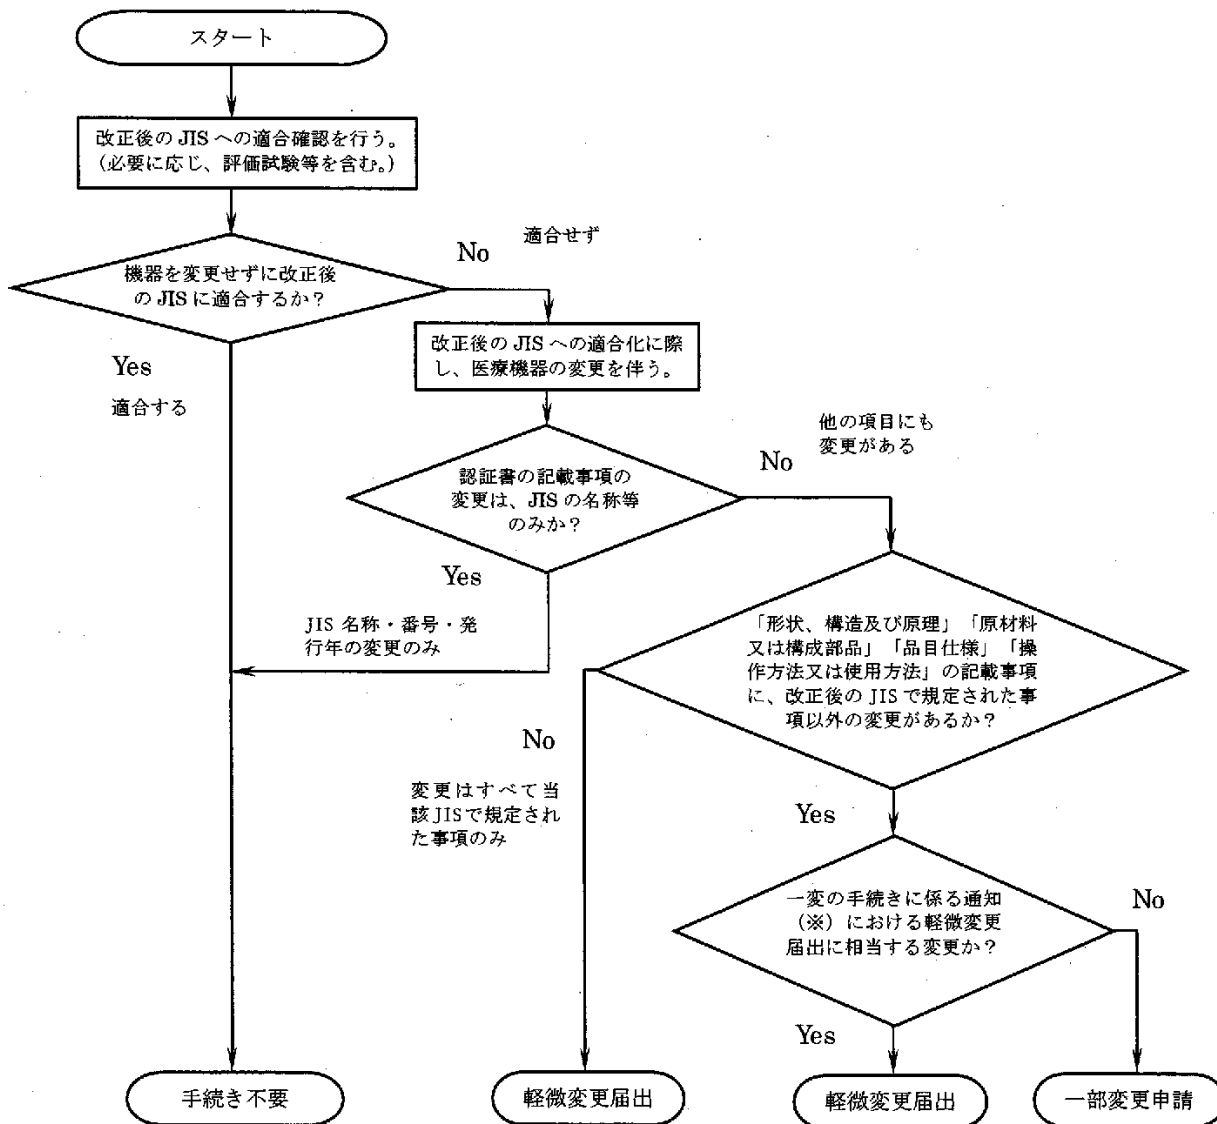 スタート
改正後の JIS への適合確認を行う。
(必要に応じ、評価試験等を含む。)
No
適合せず
機器を変更せずに改正後
の JIS に適合するか?
改正後の JIS への適合化に際
し、医療機器の変更を伴う。
Yes
適合する
他の項目にも
変更がある
No
認証書の記載事項の
変更は、JIS の名称等
のみか?
Yes
JIS 名称・番号・発
行年の変更のみ
「形状、構造及び原理」「原材料
又は構成部品」「品目仕様」「操
作方法又は使用方法」の記載事項
に、改正後の JIS で規定された事
項以外の変更があるか?
No
変更はすべて当
該JISで規定され
た事項のみ
Yes
一変の手続きに係る通知
(※)における軽微変更
届出に相当する変更か?
No
Yes
手続き不要
軽微変更届出
軽微変更届出
一部変更申請